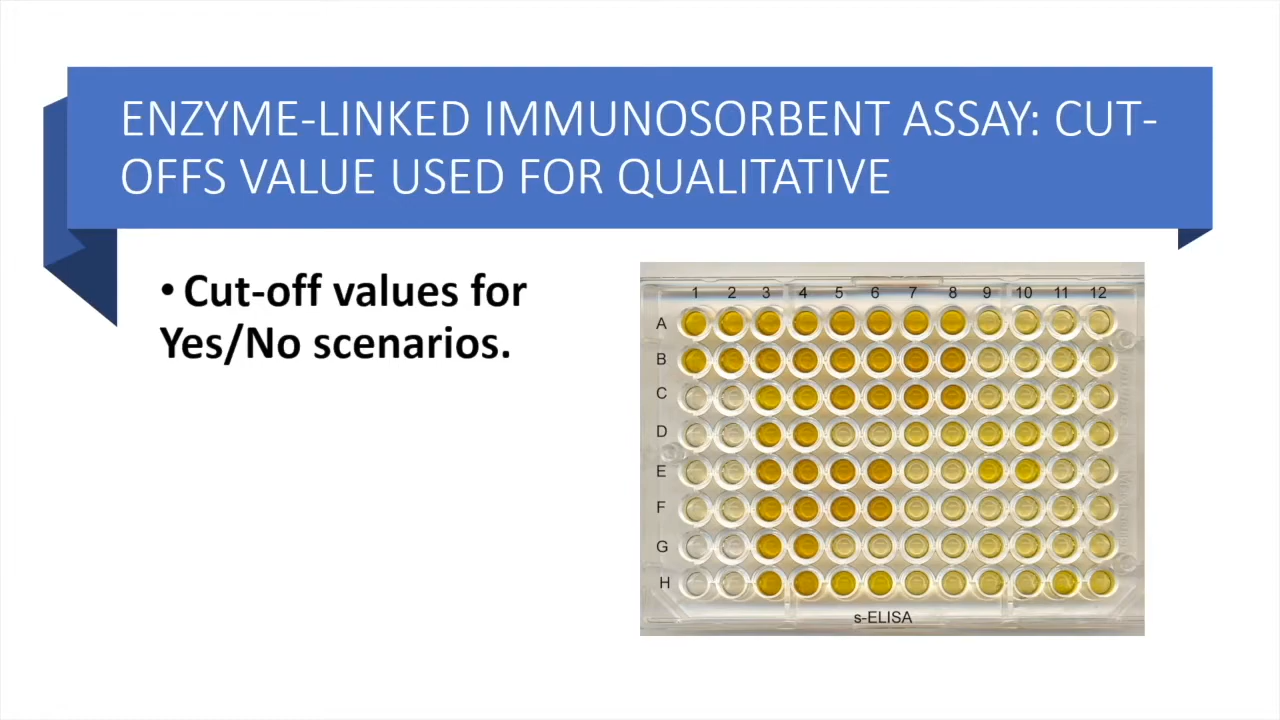 ENZYME-LINKED IMMUNOSORBENT ASSAY: CUT-
OFFS VALUE USED FOR QUALITATIVE
• Cut-off values for
Yes/No scenarios.
1 2 3 4 5 6 7 8 9 10 11 12
A
B
C
D
E
F
G
H
s-ELISA